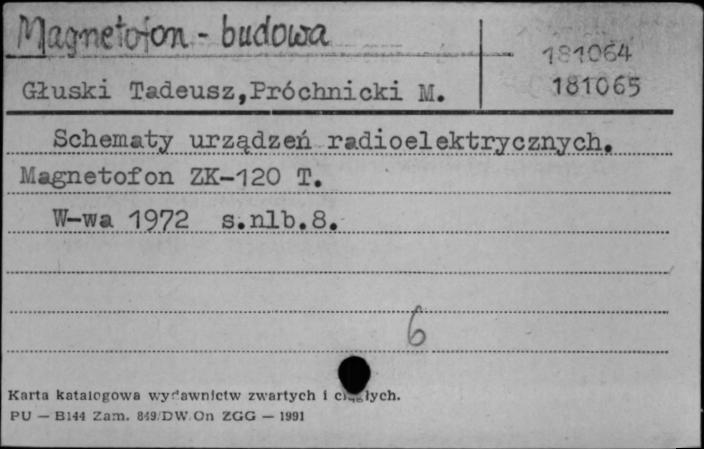 Magnetofon - budowa
181064
Głuski Tadeusz,Próchnicki M.
181065
Schematy urządzeń radioelektrycznych.
Magnetofon ZK-120 T.
W-wa 1972 s.nlb.8.
6
Karta katalogowa wydawnictw zwartych i ciągłych.
PU — B144 Zam. 849/DW.On ZGG — 1991